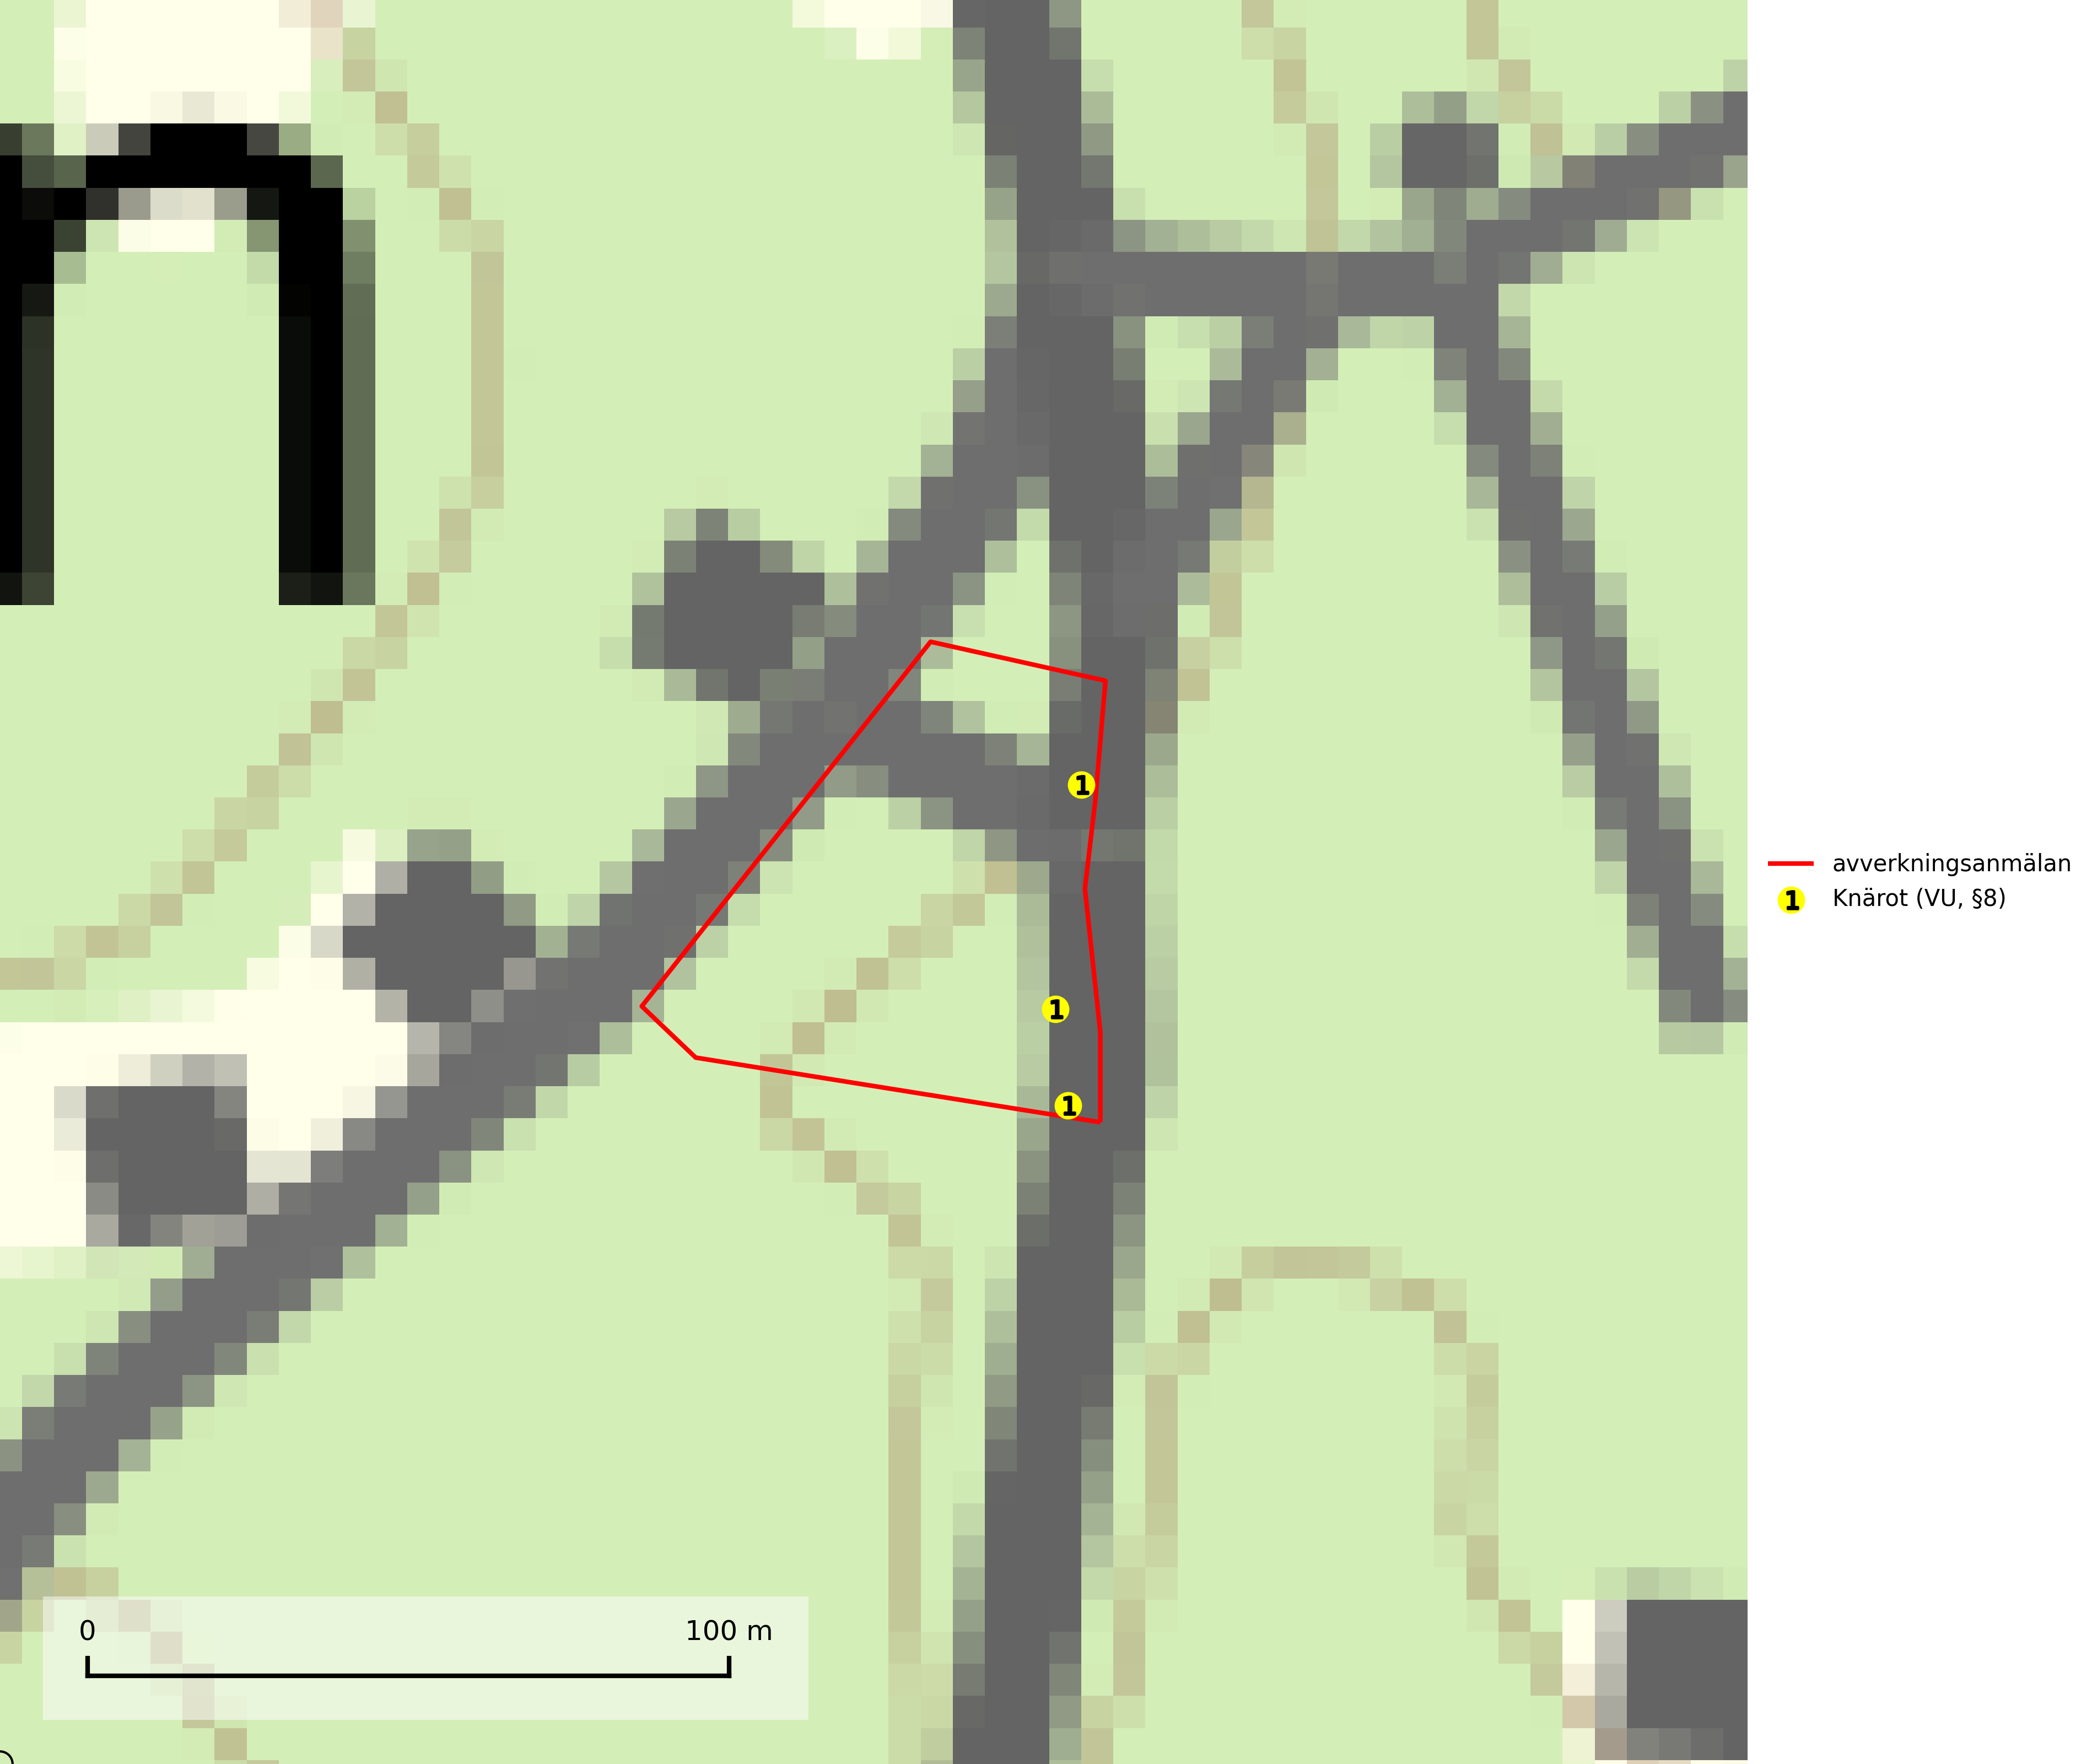 1
avverkningsanmälan
1 Knärot (VU, §8)
1
1
0 100 m